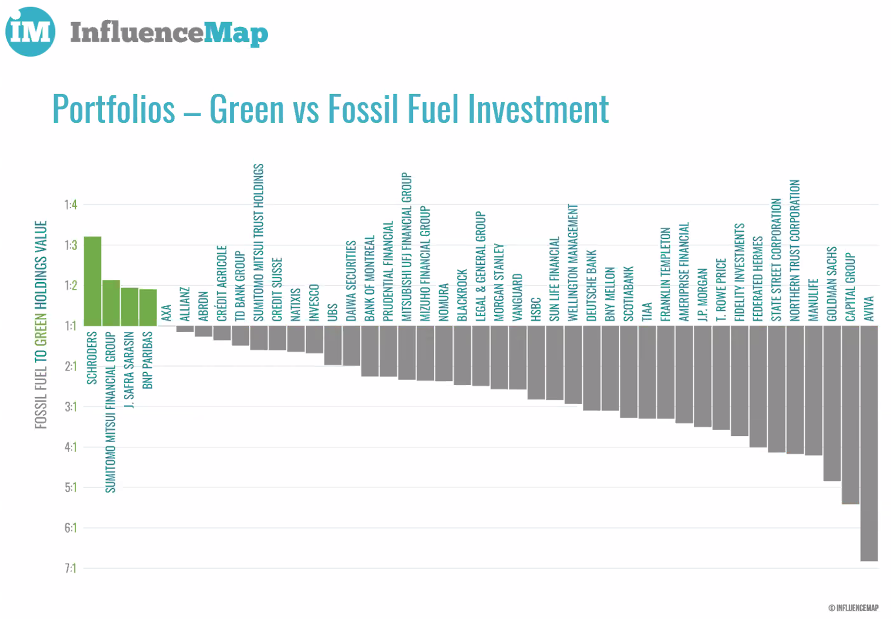 IM InfluenceMap
Portfolios – Green vs Fossil Fuel Investment
FOSSIL FUEL TO GREEN HOLDINGS VALUE
1:4
1:3
1:2
1:1
2:1
3:1
4:1
5:1
6:1
7:1
SCHRODERS
SUMITOMO MITSUI FINANCIAL GROUP
J. SAFRA SARASIN
BNP PARIBAS
AXA
ALLIANZ
ABRDN
CRÉDIT AGRICOLE
TD BANK GROUP
SUMITOMO MITSUI TRUST HOLDINGS
CREDIT SUISSE
NATIXIS
INVESCO
UBS
DAIWA SECURITIES
BANK OF MONTREAL
PRUDENTIAL FINANCIAL
MITSUBISHI UFJ FINANCIAL GROUP
MIZUHO FINANCIAL GROUP
NOMURA
BLACKROCK
LEGAL & GENERAL GROUP
MORGAN STANLEY
VANGUARD
HSBC
SUN LIFE FINANCIAL
WELLINGTON MANAGEMENT
DEUTSCHE BANK
BNY MELLON
SCOTIABANK
TIAA
FRANKLIN TEMPLETON
AMERIPRISE FINANCIAL
J.P. MORGAN
T. ROWE PRICE
FIDELITY INVESTMENTS
FEDERATED HERMES
STATE STREET CORPORATION
NORTHERN TRUST CORPORATION
MANULIFE
GOLDMAN SACHS
CAPITAL GROUP
AVIVA
© INFLUENCEMAP